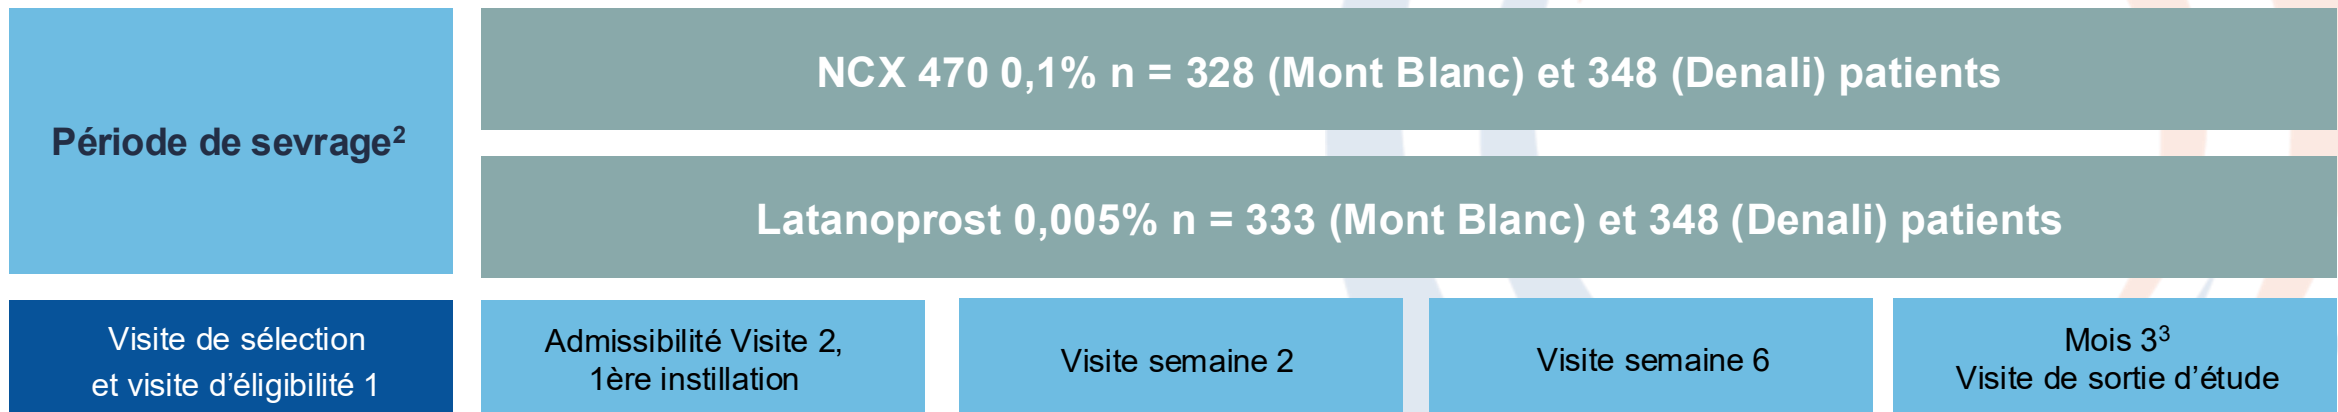 Période de sevrage²
NCX 470 0,1% n = 328 (Mont Blanc) et 348 (Denali) patients
Latanoprost 0,005% n = 333 (Mont Blanc) et 348 (Denali) patients
Visite de sélection
et visite d’éligibilité 1
Admissibilité Visite 2,
1ère instillation
Visite semaine 2
Visite semaine 6
Mois 3³
Visite de sortie d’étude